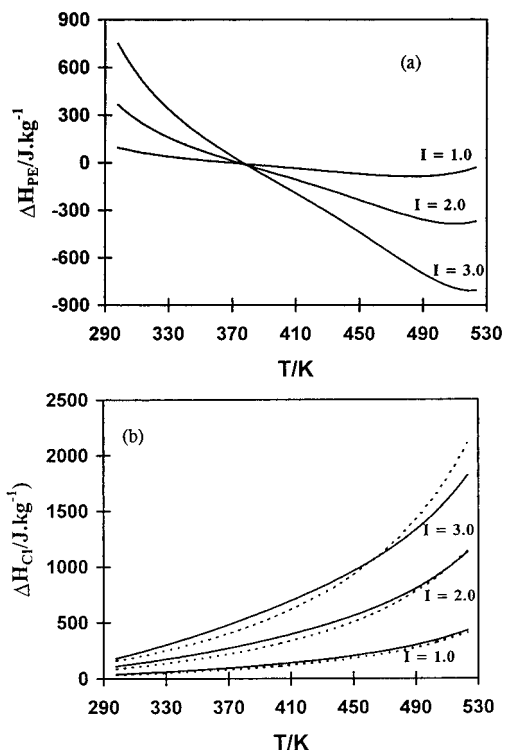 900
600
300
0
-300
-600
-900
ΔH_PE/J.kg⁻¹
(a)
I = 1.0
I = 2.0
I = 3.0
290 330 370 410 450 490 530
T/K
2500
2000
1500
1000
500
0
ΔH_Cl/J.kg⁻¹)
(b)
I = 3.0
I = 2.0
I = 1.0
290 330 370 410 450 490 530
T/K